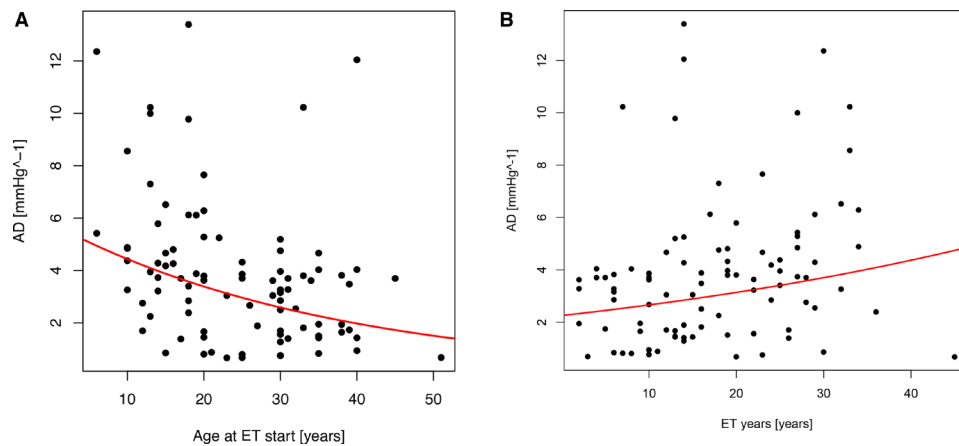 A
AD [mmHg^−1]
12
10
8
6
4
2
10 20 30 40 50
Age at ET start [years]
B
AD [mmHg^-1]
12
10
8
6
4
2
10 20 30 40
ET years [years]